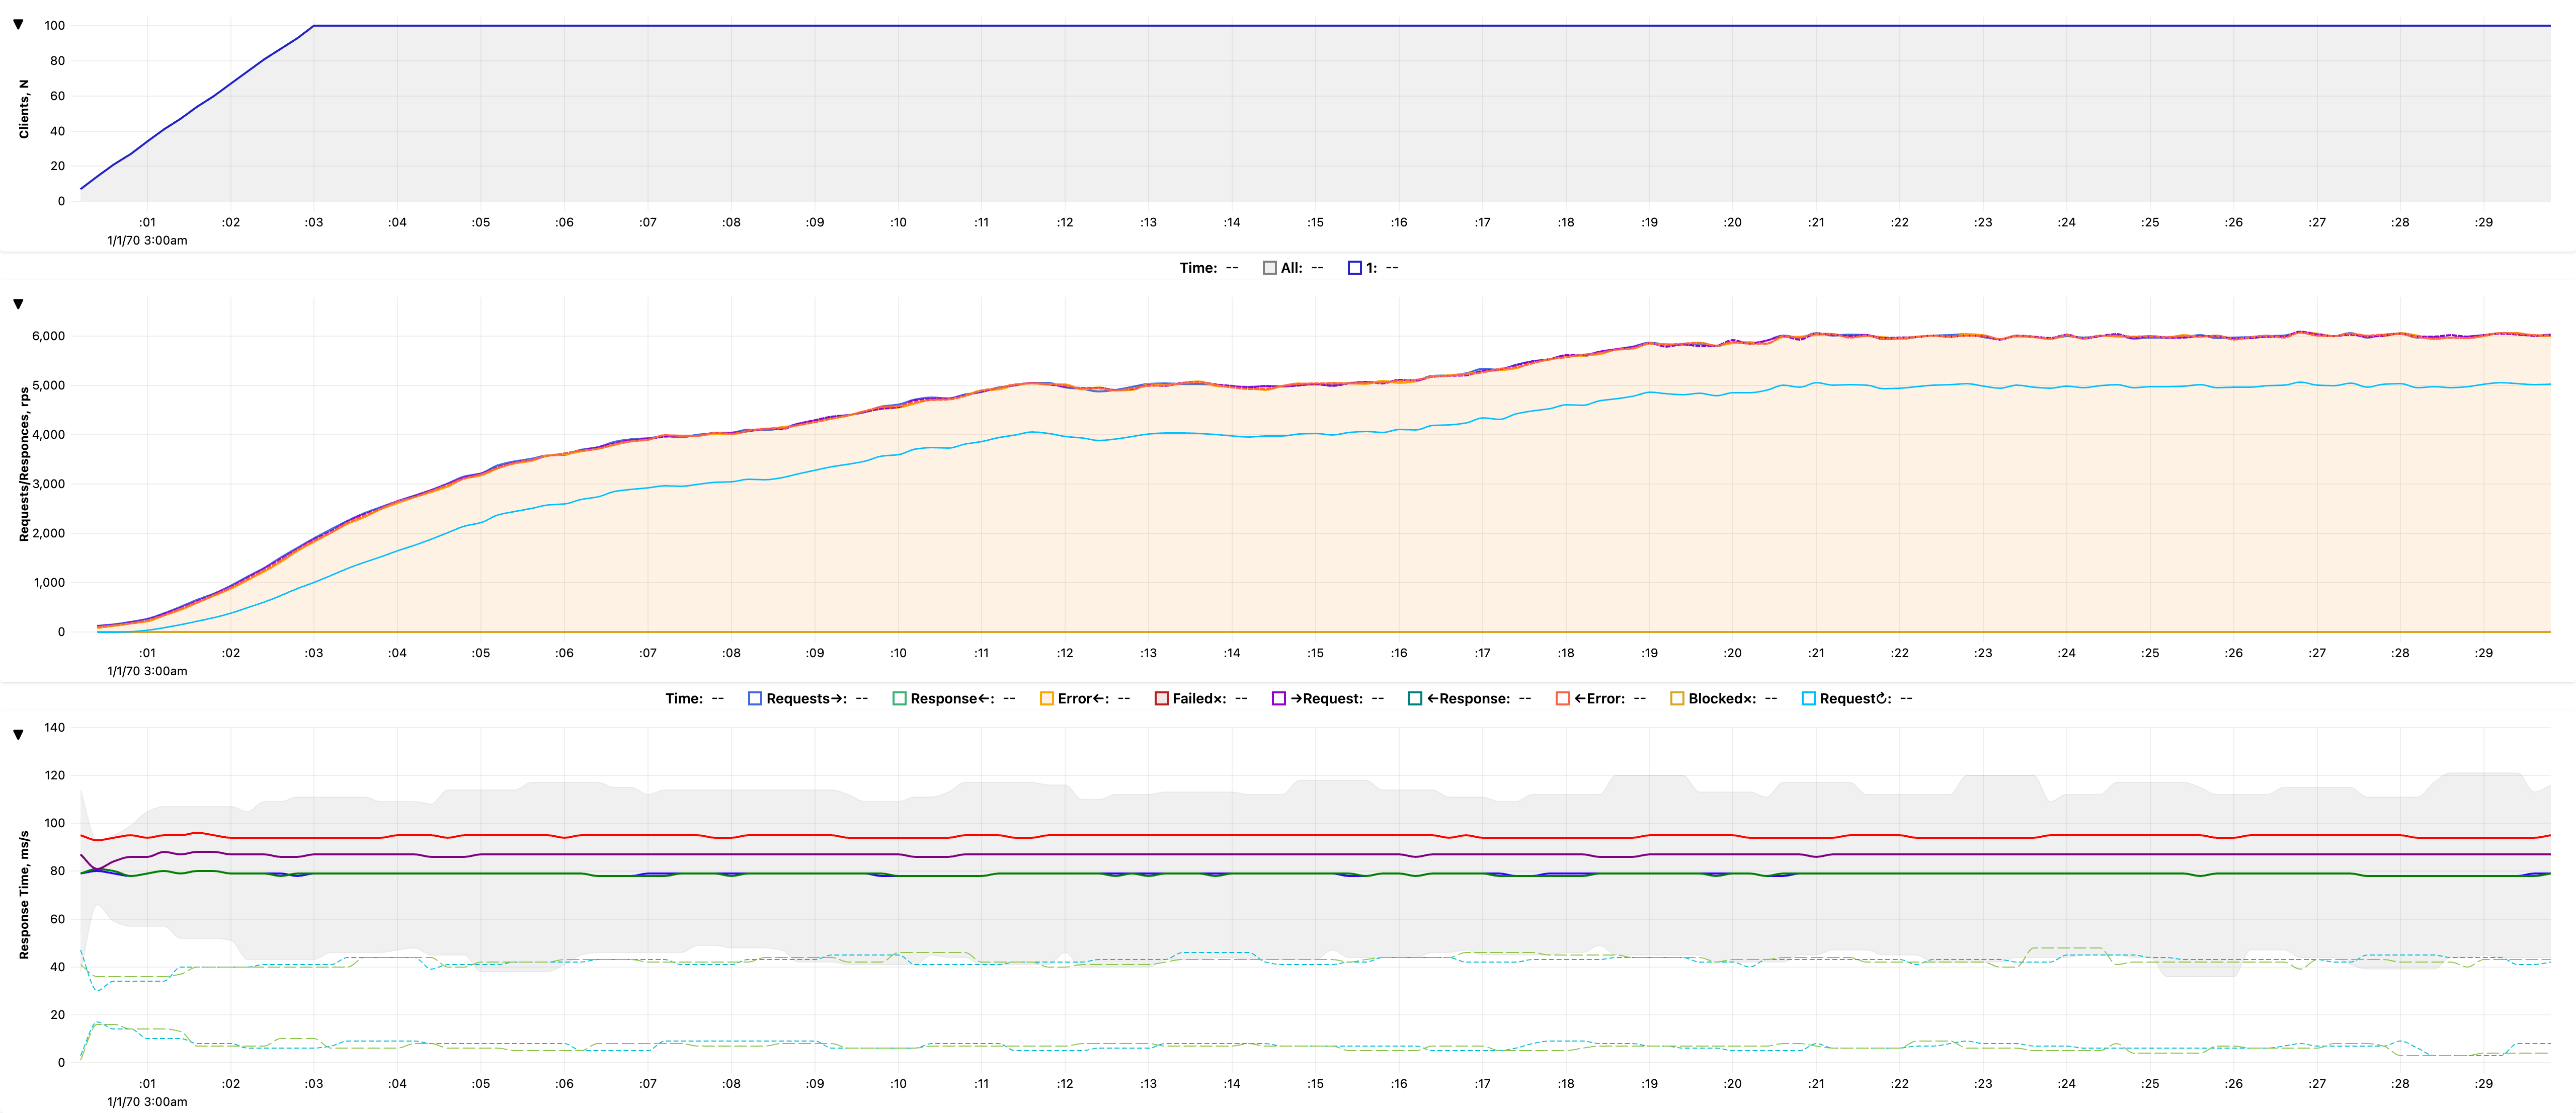 ▼
Clients, N
100
80
60
40
20
0
:01 :02 :03 :04 :05 :06 :07 :08 :09 :10 :11 :12 :13 :14 :15 :16 :17 :18 :19 :20 :21 :22 :23 :24 :25 :26 :27 :28 :29
1/1/70 3:00am
Time: -- All: -- 1: --
▼
Requests/Responces, rps
6,000
5,000
4,000
3,000
2,000
1,000
0
:01 :02 :03 :04 :05 :06 :07 :08 :09 :10 :11 :12 :13 :14 :15 :16 :17 :18 :19 :20 :21 :22 :23 :24 :25 :26 :27 :28 :29
1/1/70 3:00am
Time: -- Requests→: -- Response←: -- Error←: -- Failed×: -- →Request: -- ←Response: -- ←Error: -- Blocked×: -- Request↻: --
▼
Response Time, ms/s
140
120
100
80
60
40
20
0
:01 :02 :03 :04 :05 :06 :07 :08 :09 :10 :11 :12 :13 :14 :15 :16 :17 :18 :19 :20 :21 :22 :23 :24 :25 :26 :27 :28 :29
1/1/70 3:00am